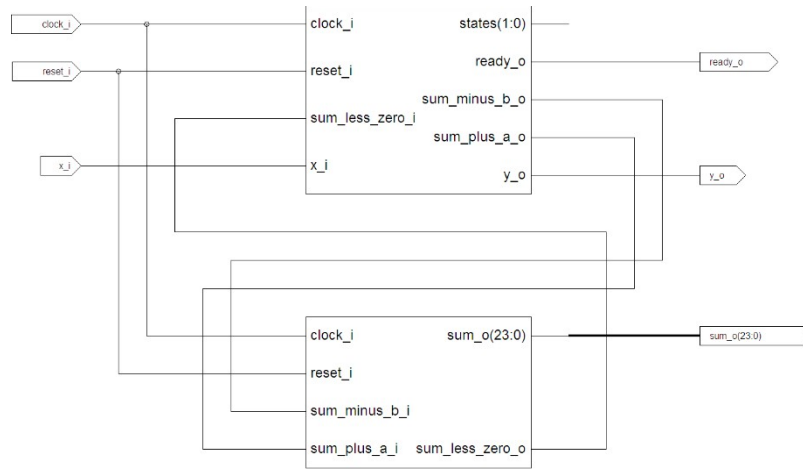 clock_i
clock_i
states(1:0)
ready_o
ready_o
reset_i
reset_i
sum_minus_b_o
sum_less_zero_i
sum_plus_a_o
x_i
x_i
y_o
y_o
clock_i
sum_o(23:0)
sum_o(23:0)
reset_i
sum_minus_b_i
sum_plus_a_i
sum_less_zero_o